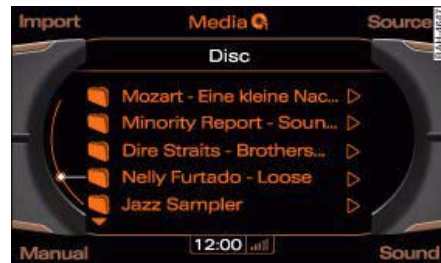 Import Media Source
Disc
Mozart - Eine kleine Nac...
Minority Report - Soun...
Dire Straits - Brothers...
Nelly Furtado - Loose
Jazz Sampler
Manual 12:00 Sound